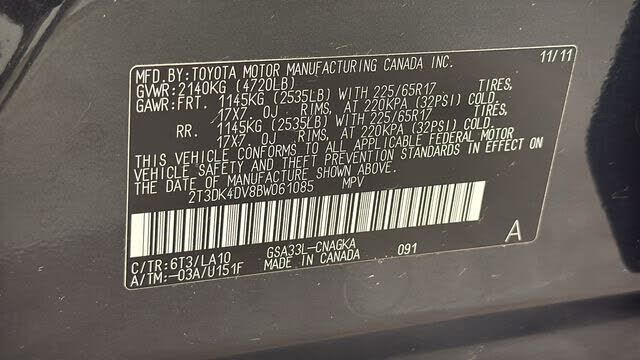 MFD.BY:TOYOTA MOTOR MANUFACTURING CANADA INC. 11/11
GVWR:2140KG (4720LB)
GAWR:FRT. 1145KG (2535LB) WITH 225/65R17 TIRES,
17X7.0J RIMS, AT 220KPA (32PSI) COLD.
RR. 1145KG (2535LB) WITH 225/65R17 TIRES,
17X7.0J RIMS, AT 220KPA (32PSI) COLD.
THIS VEHICLE CONFORMS TO ALL APPLICABLE FEDERAL MOTOR
VEHICLE SAFETY AND THEFT PREVENTION STANDARDS IN EFFECT ON
THE DATE OF MANUFACTURE SHOWN ABOVE.
2T3DK4DV8BW061085 MPV
C/TR:6T3/LA10 GSA33L-CNAGKA 091 A
A/TM:-03A/U151F MADE IN CANADA